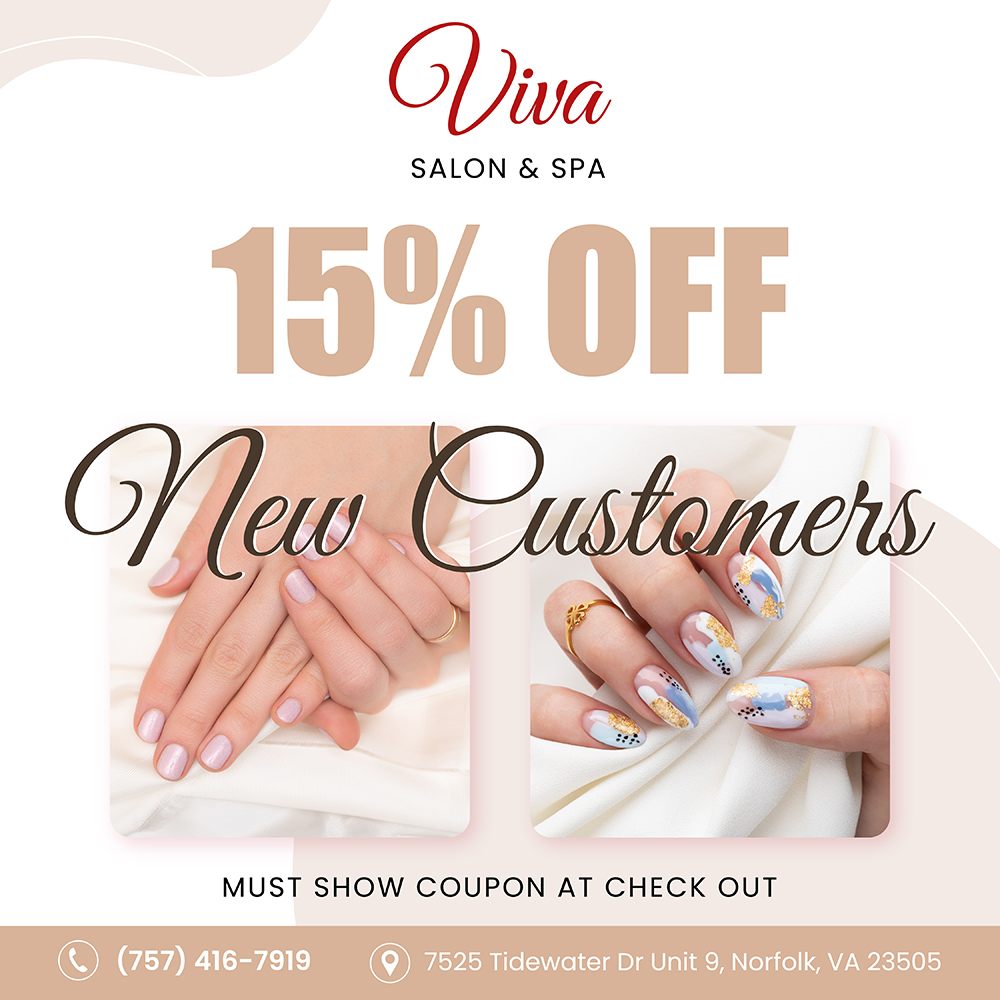 Viva
SALON & SPA
15% OFF
New Customers
MUST SHOW COUPON AT CHECK OUT
(757) 416-7919 7525 Tidewater Dr Unit 9, Norfolk, VA 23505